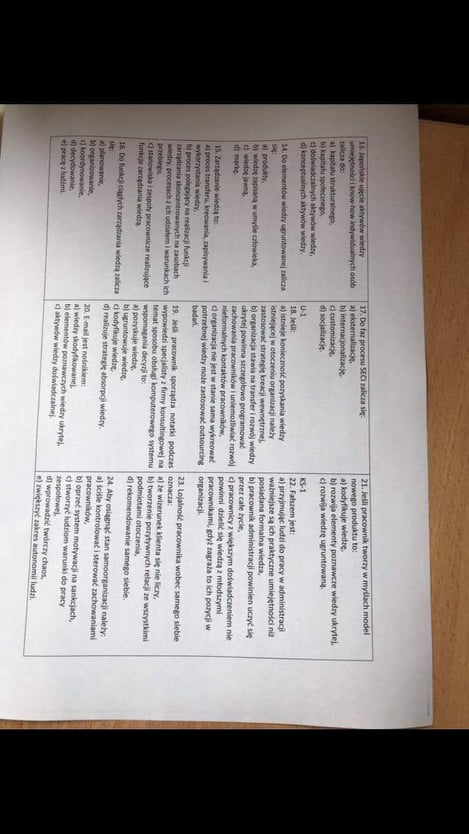 13. Japońskie ujęcie aktywów wiedzy
umiejętności i know-how indywidualnych osób
zalicza do:
a) kapitału strukturalnego,
b) kapitału społecznego,
c) doświadczalnych aktywów wiedzy,
d) konceptualnych aktywów wiedzy.
14. Do elementów wiedzy ugruntowanej zalicza
się:
a) produkty,
b) wiedzę zapisaną w umyśle człowieka,
c) wiedzę jawną,
d) markę.
15. Zarządzanie wiedzą to:
a) proces transferu, kreowania, zapisywania i
wykorzystania wiedzy,
b) proces polegający na realizacji funkcji
zarządzania skoncentrowanych na zasobach
wiedzy, procesach z ich udziałem i warunkach ich
przebiegu,
c) stanowiska i zespoły pracownicze realizujące
funkcje zarządzania wiedzą.
16. Do funkcji ciągłych zarządzania wiedzą zalicza
się:
a) planowanie,
b) organizowanie,
c) koordynowanie,
d) decydowanie,
e) pracę z ludźmi.
17. Do faz procesu SECI zalicza się:
a) eksternalizację,
b) internacjonalizację,
c) customizację,
d) socjalizację.
U-1
18. Jeśli:
a) istnieje konieczność pozyskania wiedzy
istniejącej w otoczeniu organizacji należy
zastosować strategię kreacji wewnętrznej,
b) organizacja stawia na transfer i rozwój wiedzy
ukrytej powinna szczegółowo programować
zachowania pracowników i uniemożliwiać rozwój
nieformalnych kontaktów pracowników,
c) organizacja nie jest w stanie sama wykreować
potrzebnej wiedzy może zastosować outsourcing
badań.
19. Jeśli pracownik sporządza notatki podczas
wypowiedzi specjalisty z firmy konsultingowej na
temat sposobu obsługi komputerowego systemu
wspomagania decyzji to:
a) pozyskuje wiedzę,
b) ugruntowuje wiedzę,
c) kodyfikuje wiedzę,
d) realizuje strategię absorpcji wiedzy.
20. E-mail jest nośnikiem:
a) wiedzy skodyfikowanej,
b) elementów poznawczych wiedzy ukrytej,
c) aktywów wiedzy doświadczalnej.
21. Jeśli pracownik tworzy w myślach model
nowego produktu to:
a) kodyfikuje wiedzę,
b) rozwija elementy poznawcze wiedzy ukrytej,
c) rozwija wiedzę ugruntowaną.
KS-1
22. Fałszem jest:
a) przyjmując ludzi do pracy w administracji
ważniejsze są ich praktyczne umiejętności niż
posiadana formalna wiedza,
b) pracownik administracji powinien uczyć się
przez całe życie,
c) pracownicy z większym doświadczeniem nie
powinni dzielić się wiedzą z młodszymi
pracownikami, gdyż zagraża to ich pozycji w
organizacji.
23. Lojalność pracownika wobec samego siebie
oznacza:
a) że wizerunek klienta się nie liczy,
b) tworzenie pozytywnych relacji ze wszystkimi
podmiotami otoczenia,
d) rekomendowanie samego siebie.
24. Aby osiągnąć stan samoorganizacji należy:
a) ściśle kontrolować i sterować zachowaniami
pracowników,
b) oprzeć system motywacji na sankcjach,
c) stworzyć ludziom warunki do pracy
zespołowej,
d) wprowadzić twórczy chaos,
e) zwiększyć zakres autonomii ludzi.